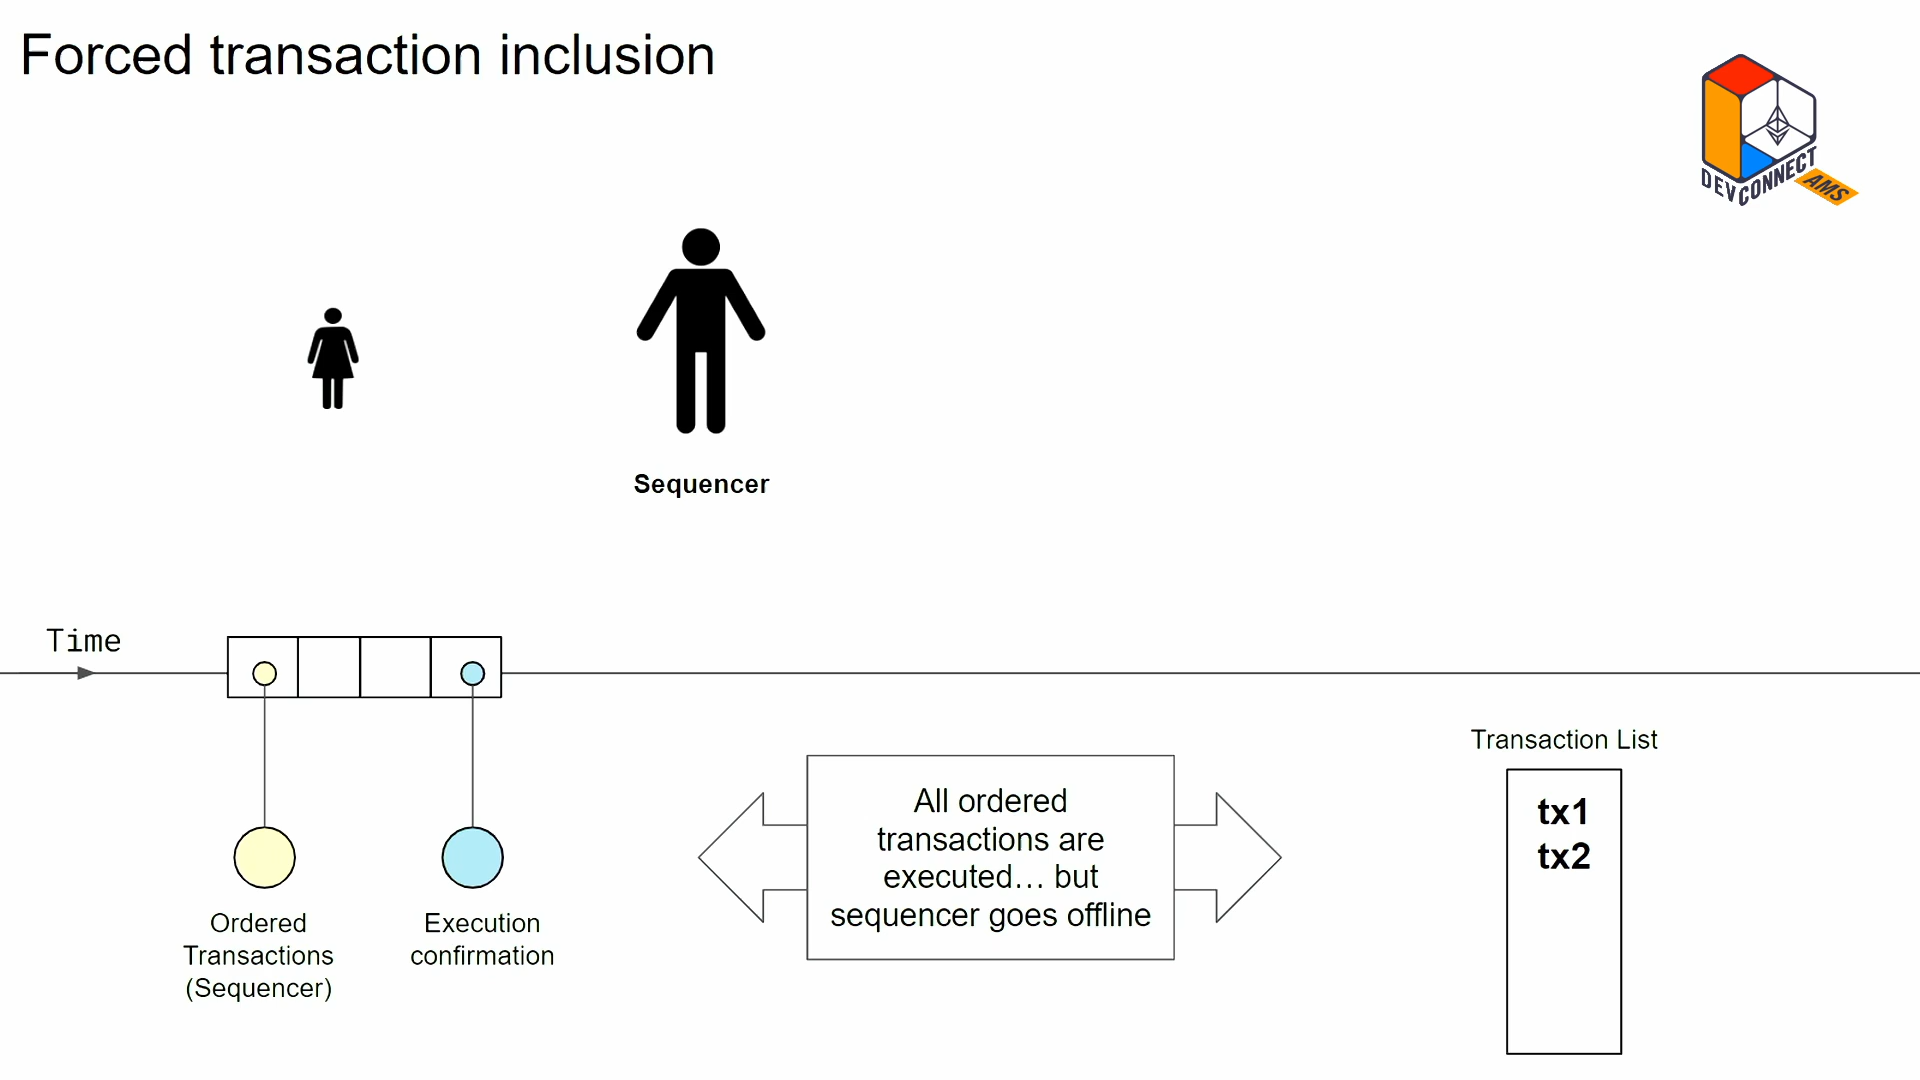 Forced transaction inclusion
DEVCONNECT
AMS
Sequencer
Time
Transaction List
tx1
tx2
All ordered
transactions are
executed… but
sequencer goes offline
Ordered
Transactions
(Sequencer)
Execution
confirmation